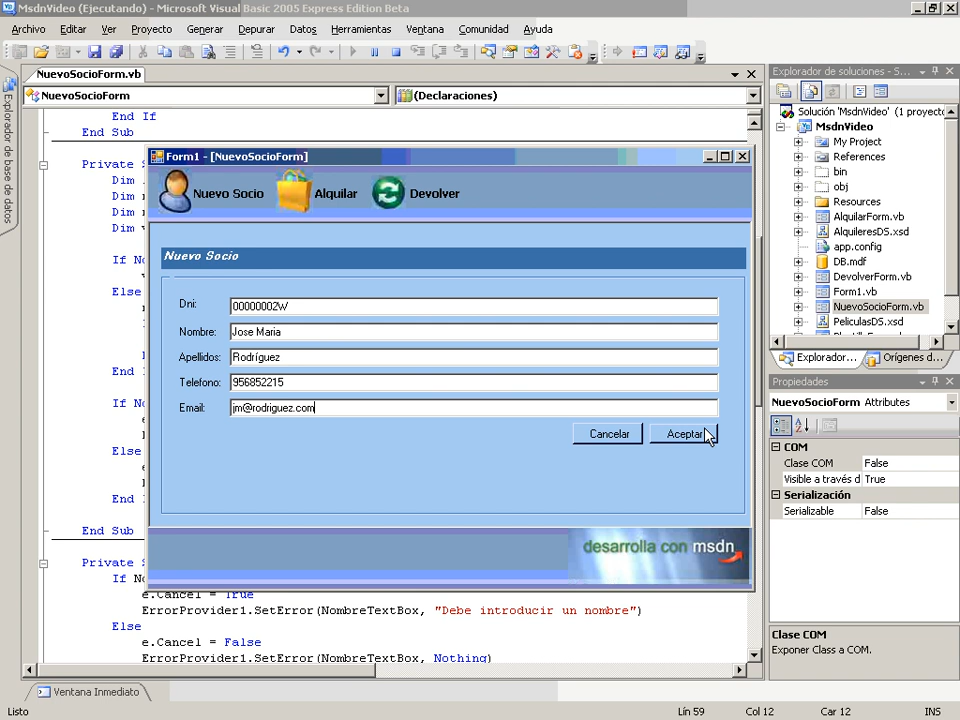 MsdnVideo (Ejecutando) - Microsoft Visual Basic 2005 Express Edition Beta
Archivo Editar Ver Proyecto Generar Depurar Datos Herramientas Ventana Comunidad Ayuda
NuevoSocioForm.vb
NuevoSocioForm (Declaraciones)
Explorador de base de datos
End If
End Sub
Private
Dim
Dim
Dim
Dim
If No
Else
End I
If No
Else
End I
End Sub
Private
If No
e.Cancel = True
ErrorProvider1.SetError(NombreTextBox, "Debe introducir un nombre")
Else
e.Cancel = False
ErrorProvider1.SetError(NombreTextBox, Nothing)
Form1 - [NuevoSocioForm]
Nuevo Socio Alquilar Devolver
Nuevo Socio
Dni: 00000002W
Nombre: Jose Maria
Apellidos: Rodríguez
Telefono: 956852215
Email: jm@rodriguez.com
Cancelar Aceptar
desarrolla con msdn
Explorador de soluciones - S...
Solución 'MsdnVideo' (1 proyecto
MsdnVideo
My Project
References
bin
obj
Resources
AlquilarForm.vb
AlquileresDS.xsd
app.config
DB.mdf
DevolverForm.vb
Form1.vb
NuevoSocioForm.vb
PeliculasDS.xsd
Explorador... Orígenes d...
Propiedades
NuevoSocioForm Attributes
COM
Clase COM False
Visible a través d True
Serialización
Serializable False
Clase COM
Exponer Class a COM.
Ventana Inmediato
Listo Lín 59 Col 12 Car 12 INS